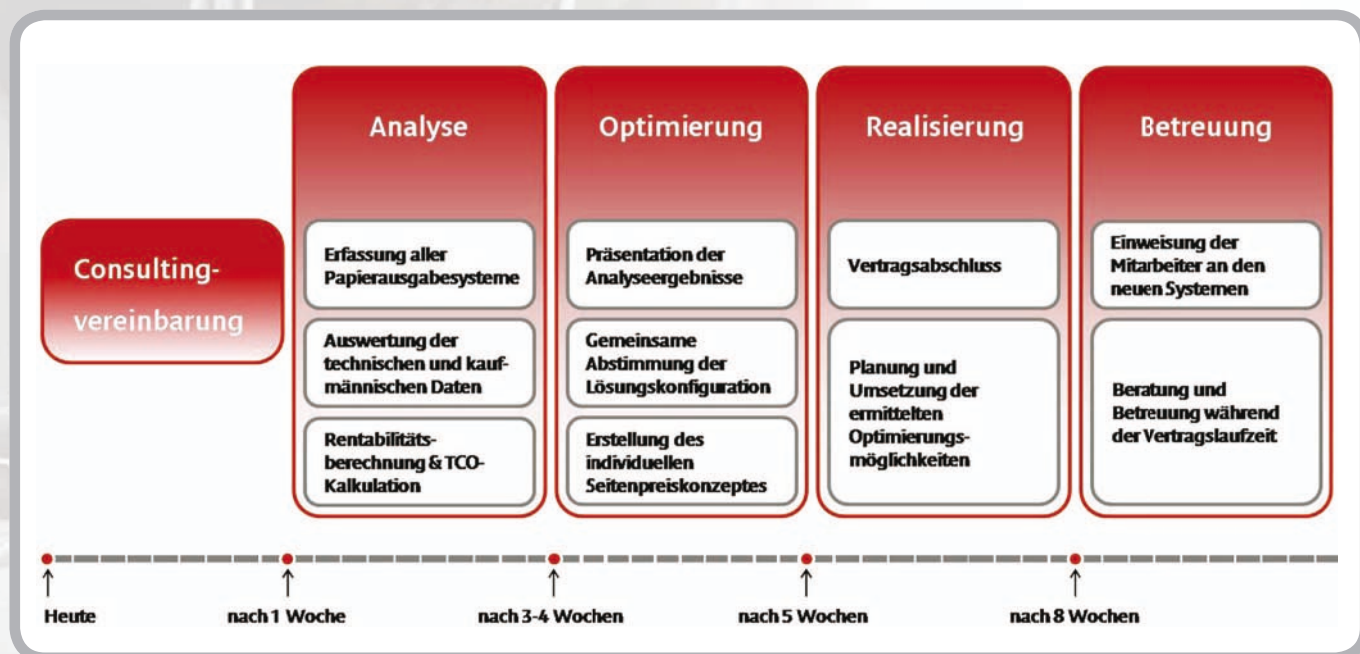 Consulting-
vereinbarung
Analyse
Erfassung aller
Papierausgabesysteme
Auswertung der
technischen und kauf-
männischen Daten
Rentabilitäts-
berechnung & TCO-
Kalkulation
Optimierung
Präsentation der
Analyseergebnisse
Gemeinsame
Abstimmung der
Lösungskonfiguration
Erstellung des
individuellen
Seitenpreiskonzeptes
Realisierung
Vertragsabschluss
Planung und
Umsetzung der
ermittelten
Optimierungs-
möglichkeiten
Betreuung
Einweisung der
Mitarbeiter an den
neuen Systemen
Beratung und
Betreuung während
der Vertragslaufzeit
Heute
nach 1 Woche
nach 3-4 Wochen
nach 5 Wochen
nach 8 Wochen